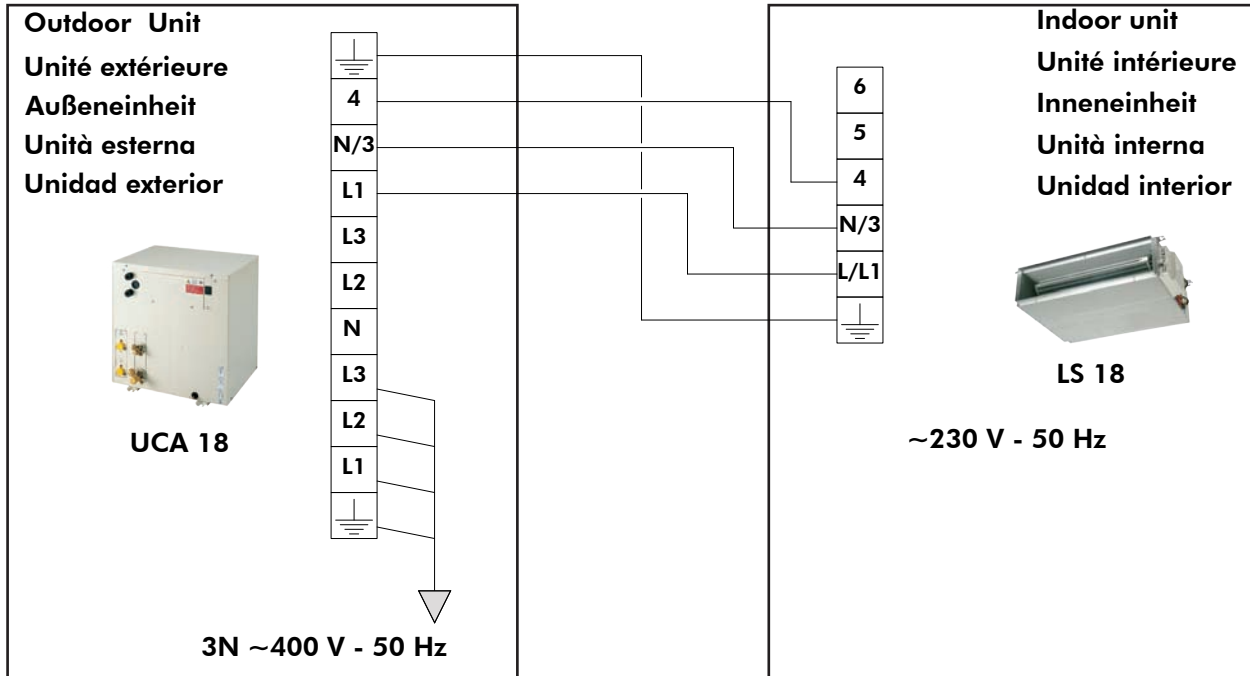 Outdoor Unit
Unité extérieure
Außeneinheit
Unità esterna
Unidad exterior
UCA 18
4
N/3
L1
L3
L2
N
L3
L2
L1
3N ~400 V - 50 Hz
6
5
4
N/3
L/L1
Indoor unit
Unité intérieure
Inneneinheit
Unità interna
Unidad interior
LS 18
~230 V - 50 Hz